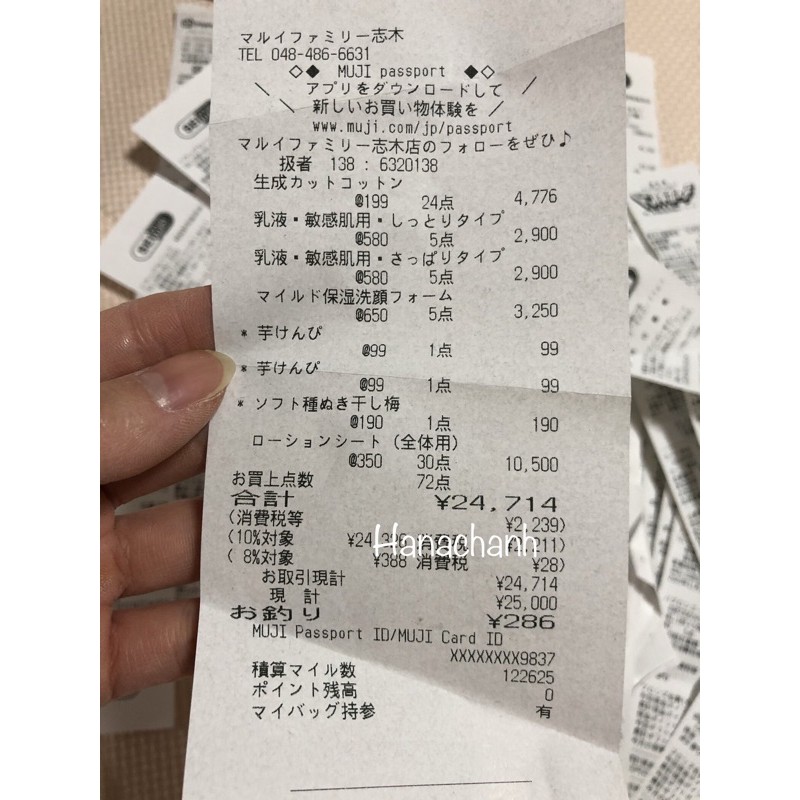 マルイファミリー志木
TEL 048-486-6631
◇◆ MUJI passport ◆◇
＼ アプリをダウンロードして ／
＼ 新しいお買い物体験を ／
www.muji.com/jp/passport
マルイファミリー志木店のフォローをぜひ♪
扱者 138 : 6320138
生成カットコットン
@199 24点 4,776
乳液・敏感肌用・しっとりタイプ
@580 5点 2,900
乳液・敏感肌用・さっぱりタイプ
@580 5点 2,900
マイルド保湿洗顔フォーム
@650 5点 3,250
* 芋けんぴ
@99 1点 99
* 芋けんぴ
@99 1点 99
* ソフト種ぬき干し梅
@190 1点 190
ローションシート（全体用）
@350 30点 10,500
お買上点数 72点
合計 ¥24,714
(消費税等 ¥2,239)
(10%対象 消費税
( 8%対象 ¥388 消費税 ¥28)
お取引現計 ¥24,714
現 計 ¥25,000
お釣り ¥286
MUJI Passport ID/MUJI Card ID
XXXXXXXX9837
積算マイル数 122625
ポイント残高 0
マイバッグ持参 有
Hanachanh